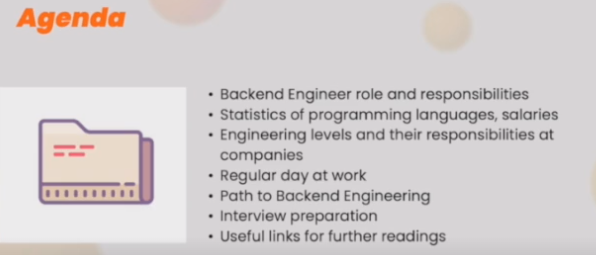 Agenda
• Backend Engineer role and responsibilities
• Statistics of programming languages, salaries
• Engineering levels and their responsibilities at
companies
• Regular day at work
• Path to Backend Engineering
• Interview preparation
• Useful links for further readings